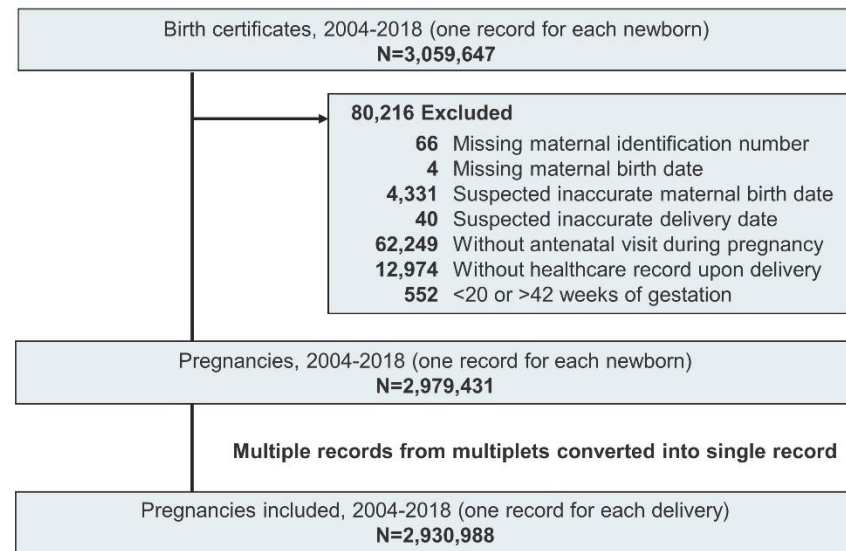 Birth certificates, 2004-2018 (one record for each newborn)
N=3,059,647
80,216 Excluded
66 Missing maternal identification number
4 Missing maternal birth date
4,331 Suspected inaccurate maternal birth date
40 Suspected inaccurate delivery date
62,249 Without antenatal visit during pregnancy
12,974 Without healthcare record upon delivery
552 <20 or >42 weeks of gestation
Pregnancies, 2004-2018 (one record for each newborn)
N=2,979,431
Multiple records from multiplets converted into single record
Pregnancies included, 2004-2018 (one record for each delivery)
N=2,930,988